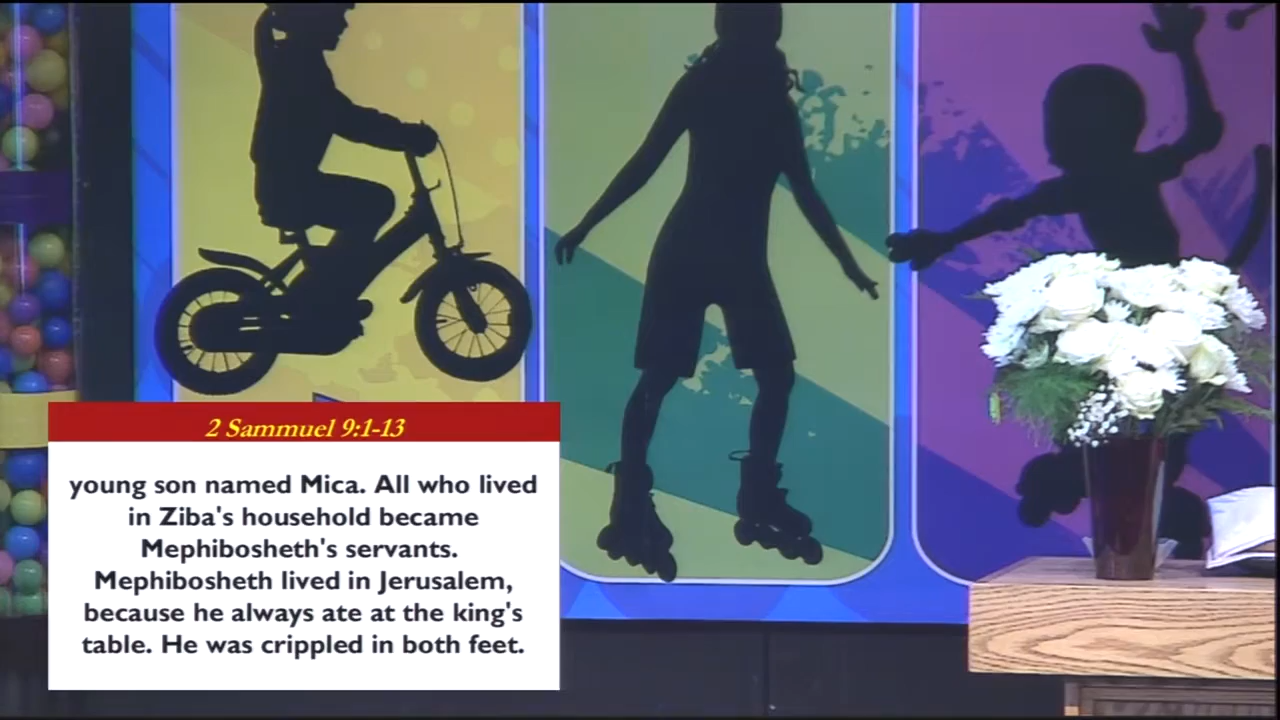 2 Sammuel 9:1-13
young son named Mica. All who lived
in Ziba's household became
Mephibosheth's servants.
Mephibosheth lived in Jerusalem,
because he always ate at the king's
table. He was crippled in both feet.